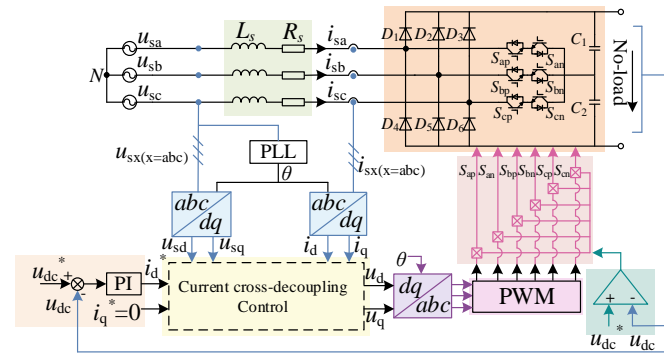 u_sa L_s R_s i_sa D_1 D_2 D_3 C_1
S_ap S_an
N u_sb i_sb No-load
S_bp S_bn
u_sc i_sc C_2
S_cp S_cn
D_4 D_5 D_6
u_sx(x=abc) PLL i_sx(x=abc)
θ
S_ap S_an S_bp S_bn S_cp S_cn
abc abc
dq dq
u_sd u_sq i_d i_q
u_dc* + PI i_d* u_d θ dq
- Current cross-decoupling
u_dc Control abc PWM + -
i_q*=0 u_q
u_dc* u_dc